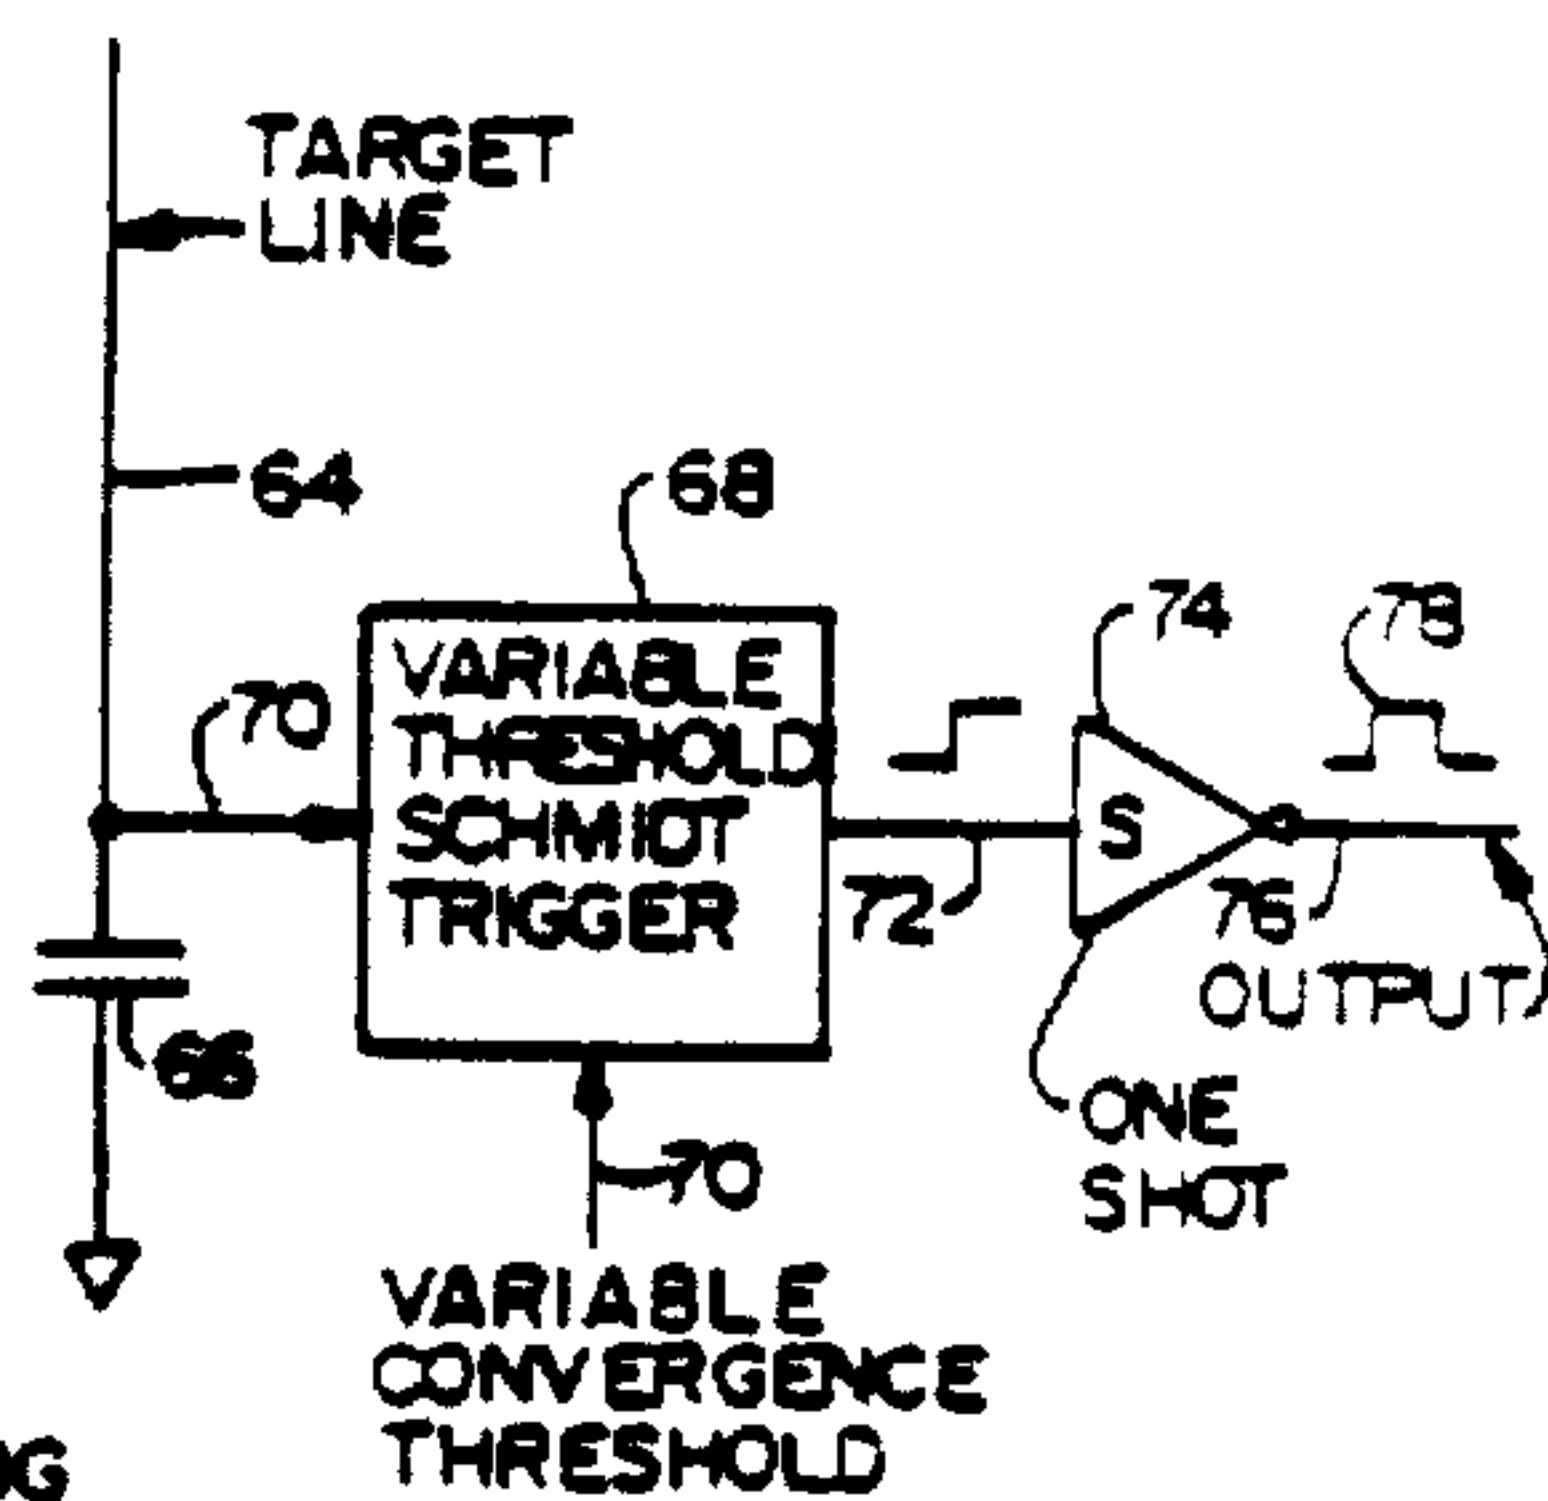 TARGET
LINE
64
68
74
78
70
VARIABLE
THRESHOLD
SCHMIDT
TRIGGER
S
72
76
OUTPUT
66
ONE
SHOT
70
VARIABLE
CONVERGENCE
THRESHOLD